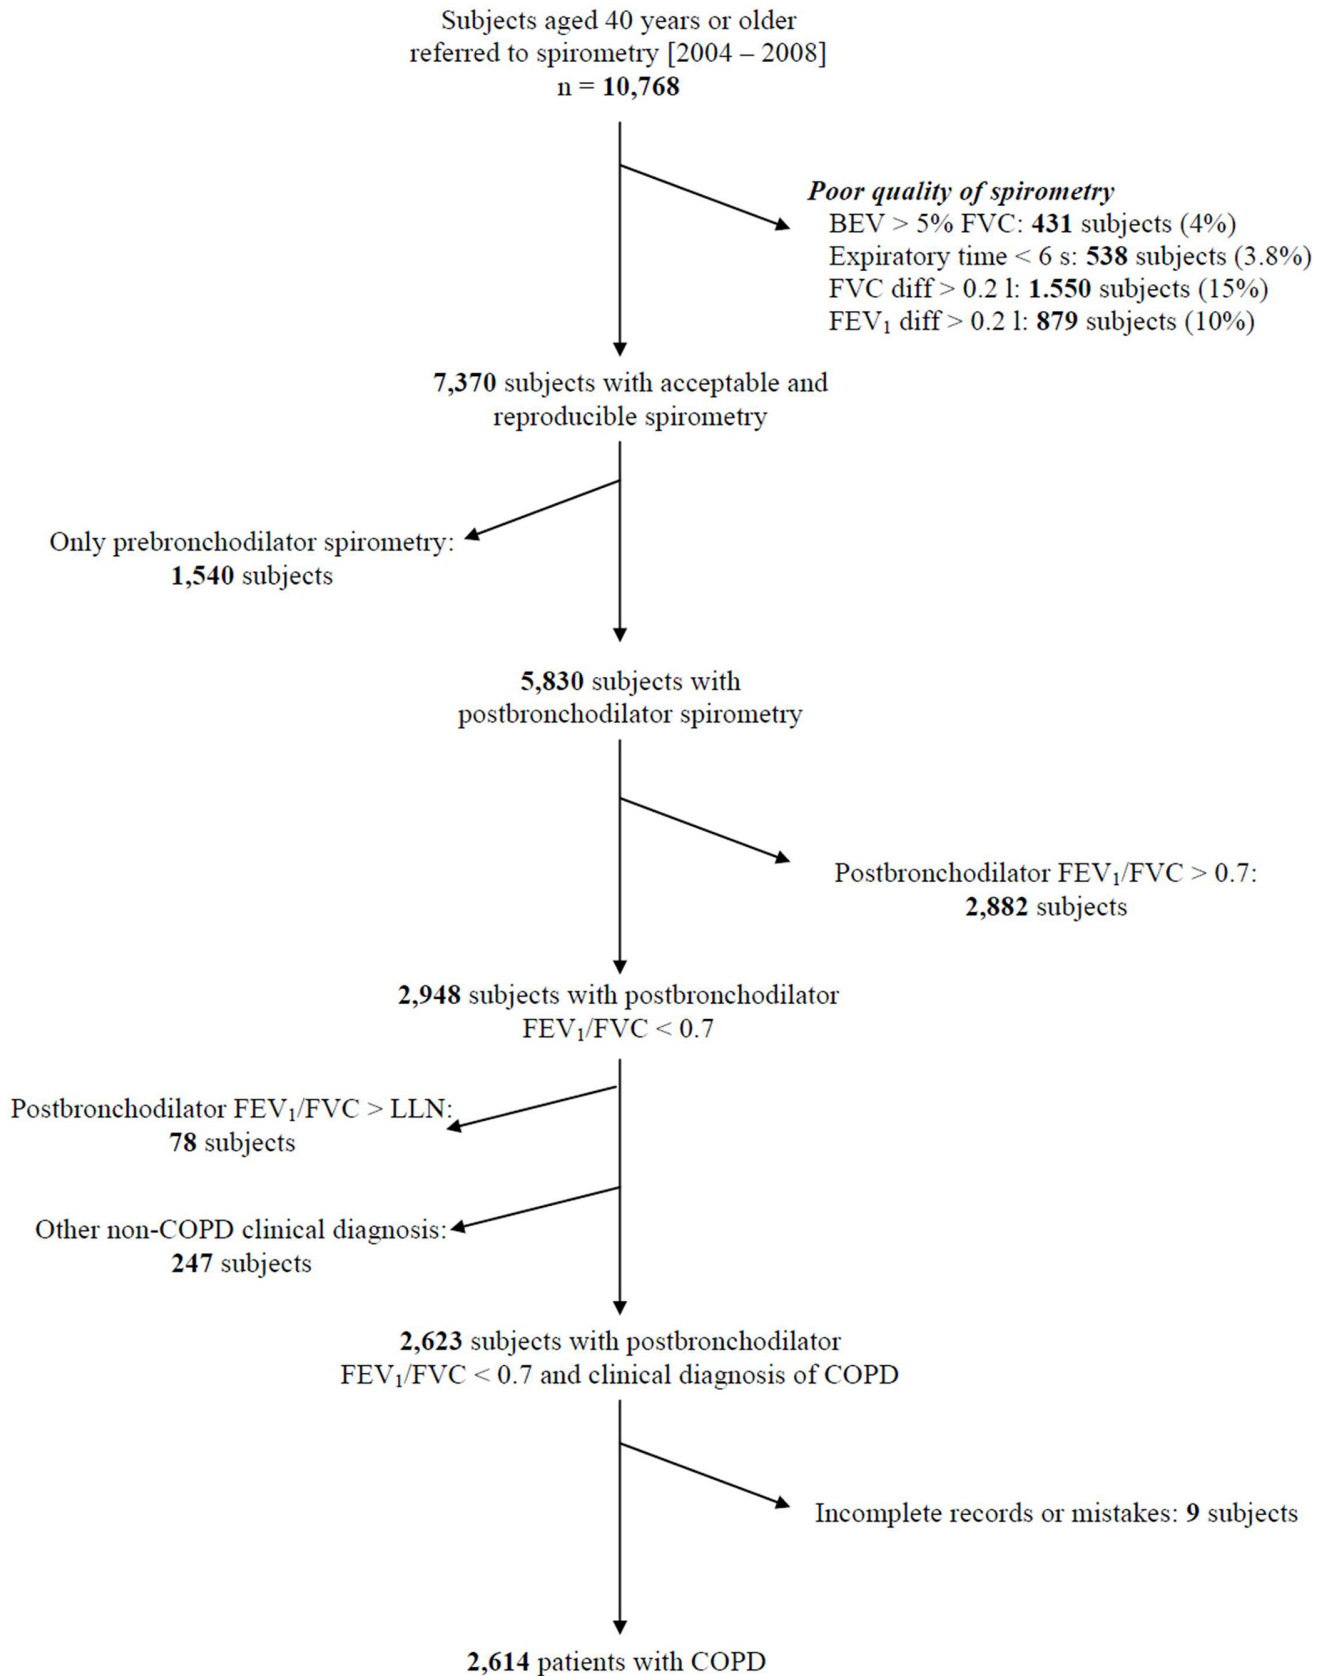 Subjects aged 40 years or older
referred to spirometry [2004 – 2008]
n = 10,768
Poor quality of spirometry
BEV > 5% FVC: 431 subjects (4%)
Expiratory time < 6 s: 538 subjects (3.8%)
FVC diff > 0.2 l: 1.550 subjects (15%)
FEV₁ diff > 0.2 l: 879 subjects (10%)
7,370 subjects with acceptable and
reproducible spirometry
Only prebronchodilator spirometry:
1,540 subjects
5,830 subjects with
postbronchodilator spirometry
Postbronchodilator FEV₁/FVC > 0.7:
2,882 subjects
2,948 subjects with postbronchodilator
FEV₁/FVC < 0.7
Postbronchodilator FEV₁/FVC > LLN:
78 subjects
Other non-COPD clinical diagnosis:
247 subjects
2,623 subjects with postbronchodilator
FEV₁/FVC < 0.7 and clinical diagnosis of COPD
Incomplete records or mistakes: 9 subjects
2,614 patients with COPD